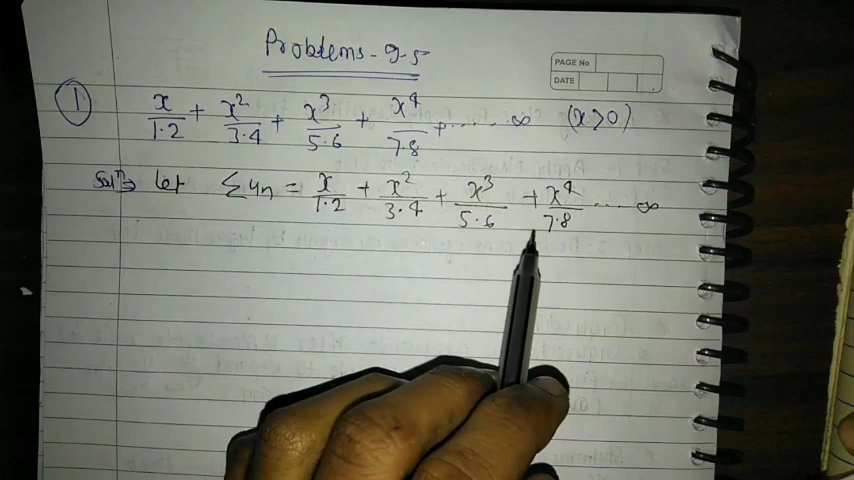 Problems-9.5
PAGE No
DATE
1 x/1.2 + x²/3.4 + x³/5.6 + x⁴/7.8 + ..... ∞ (x>0)
Solⁿ⇒ let Σun = x/1.2 + x²/3.4 + x³/5.6 + x⁴/7.8 .... ∞